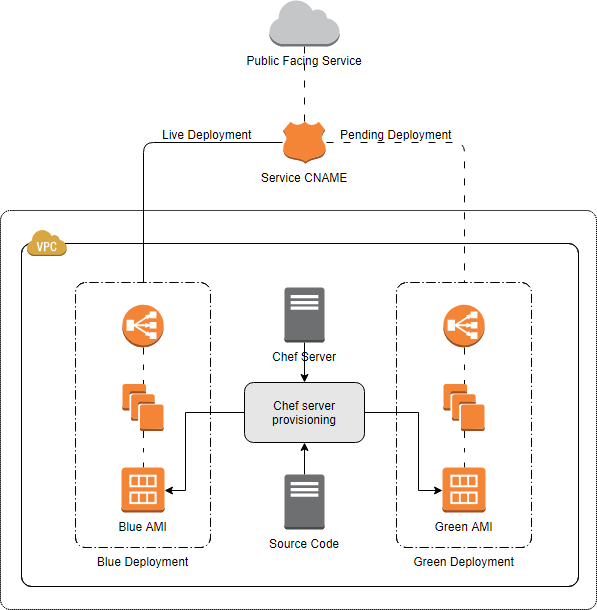 Public Facing Service
Live Deployment
Pending Deployment
Service CNAME
VPC
Chef Server
Chef server
provisioning
Blue AMI
Source Code
Green AMI
Blue Deployment
Green Deployment